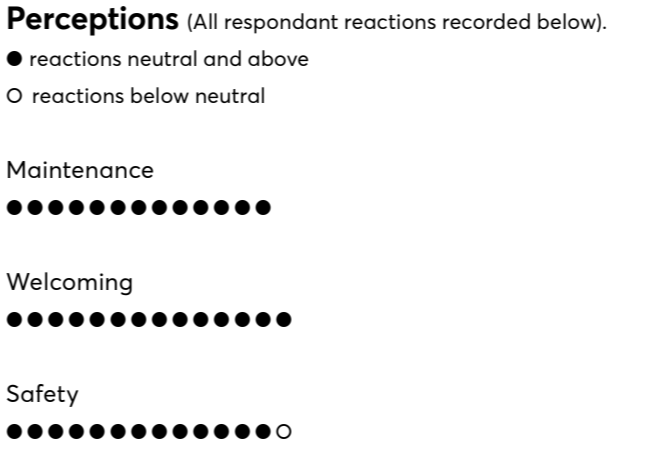 Perceptions (All respondant reactions recorded below).
● reactions neutral and above
○ reactions below neutral
Maintenance
●●●●●●●●●●●●●
Welcoming
●●●●●●●●●●●●●●
Safety
●●●●●●●●●●●●●○